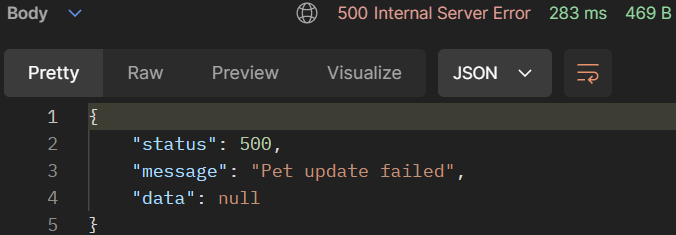 Body 500 Internal Server Error 283 ms 469 B
Pretty Raw Preview Visualize JSON
1 {
2 "status": 500,
3 "message": "Pet update failed",
4 "data": null
5 }